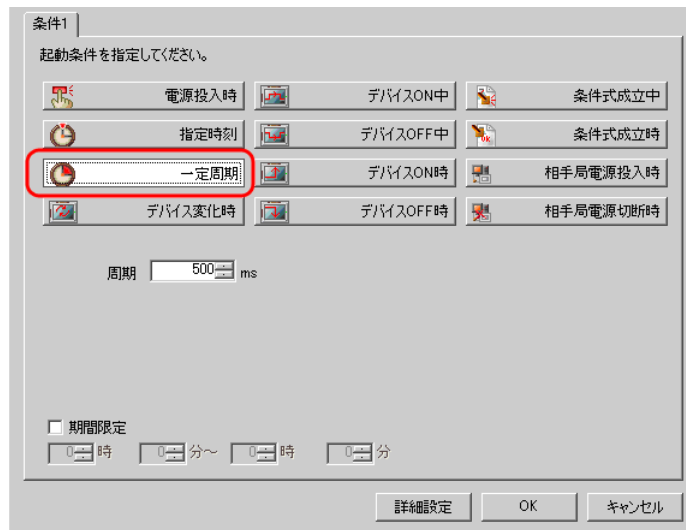 条件1
起動条件を指定してください。
電源投入時 デバイスON中 条件式成立中
指定時刻 デバイスOFF中 条件式成立時
一定周期 デバイスON時 相手局電源投入時
デバイス変化時 デバイスOFF時 相手局電源切断時
周期 500 ms
期間限定
0 時 0 分～ 0 時 0 分
詳細設定 OK キャンセル